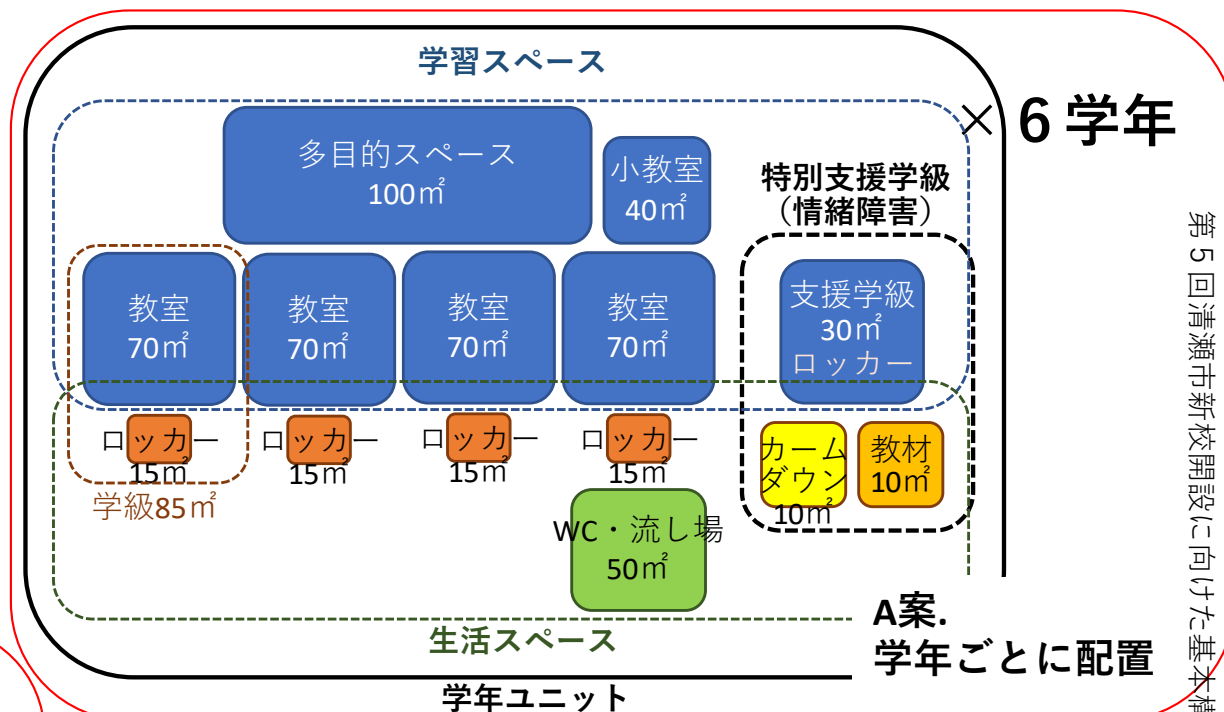 学習スペース
× 6学年
多目的スペース
100㎡
小教室
40㎡
特別支援学級
（情緒障害）
教室
70㎡
教室
70㎡
教室
70㎡
教室
70㎡
支援学級
30㎡
ロッカー
ロッカー
15㎡
ロッカー
15㎡
ロッカー
15㎡
ロッカー
15㎡
学級85㎡
カーム
ダウン
10㎡
教材
10㎡
WC・流し場
50㎡
生活スペース
学年ユニット
A案.
学年ごとに配置
第５回清瀬市新校開設に向けた基本構